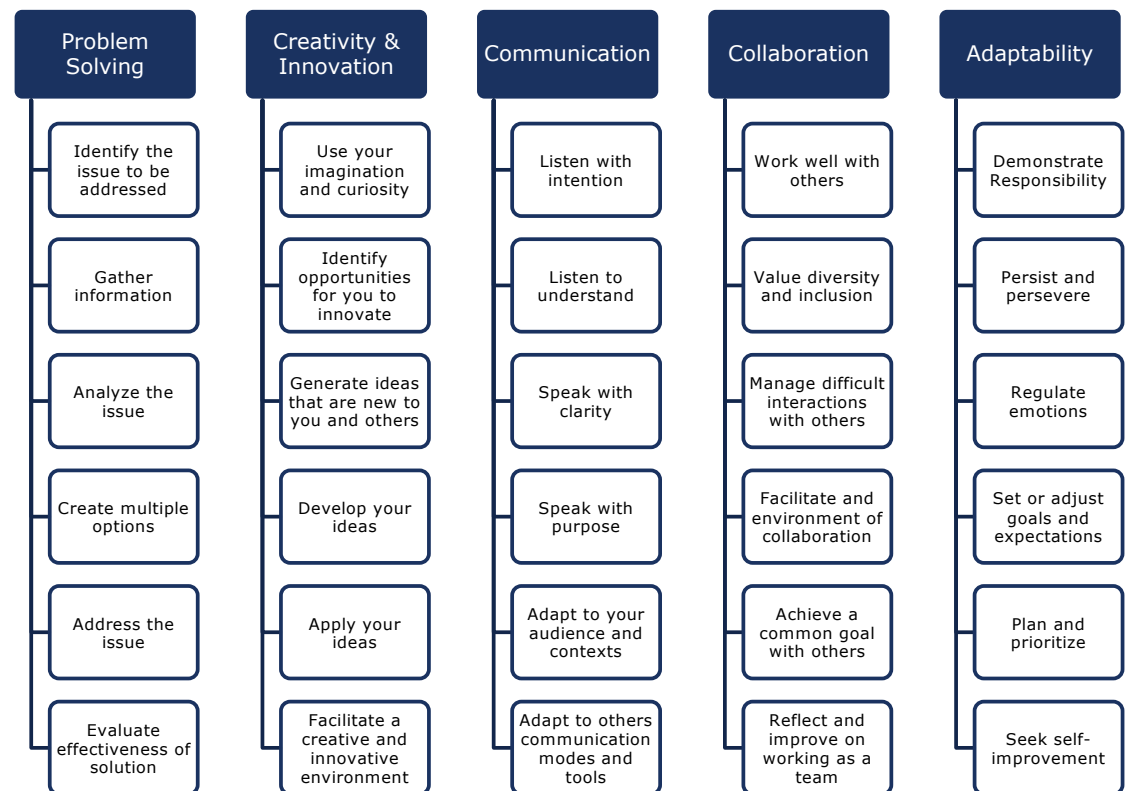 Problem
Solving
Identify the
issue to be
addressed
Gather
information
Analyze the
issue
Create multiple
options
Address the
issue
Evaluate
effectiveness of
solution
Creativity &
Innovation
Use your
imagination
and curiosity
Identify
opportunities
for you to
innovate
Generate ideas
that are new to
you and others
Develop your
ideas
Apply your
ideas
Facilitate a
creative and
innovative
environment
Communication
Listen with
intention
Listen to
understand
Speak with
clarity
Speak with
purpose
Adapt to your
audience and
contexts
Adapt to others
communication
modes and
tools
Collaboration
Work well with
others
Value diversity
and inclusion
Manage difficult
interactions
with others
Facilitate and
environment of
collaboration
Achieve a
common goal
with others
Reflect and
improve on
working as a
team
Adaptability
Demonstrate
Responsibility
Persist and
persevere
Regulate
emotions
Set or adjust
goals and
expectations
Plan and
prioritize
Seek self-
improvement